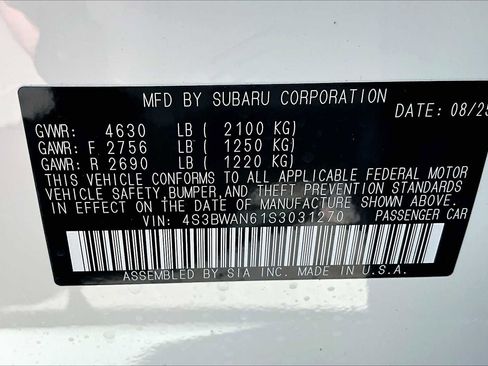 MFD BY SUBARU CORPORATION DATE: 08/25
GVWR: 4630 LB ( 2100 KG)
GAWR: F 2756 LB ( 1250 KG)
GAWR: R 2690 LB ( 1220 KG)
THIS VEHICLE CONFORMS TO ALL APPLICABLE FEDERAL MOTOR
VEHICLE SAFETY, BUMPER, AND THEFT PREVENTION STANDARDS
IN EFFECT ON THE DATE OF MANUFACTURE SHOWN ABOVE.
VIN: 4S3BWAN61S3031270 PASSENGER CAR
ASSEMBLED BY SIA INC. MADE IN U.S.A.